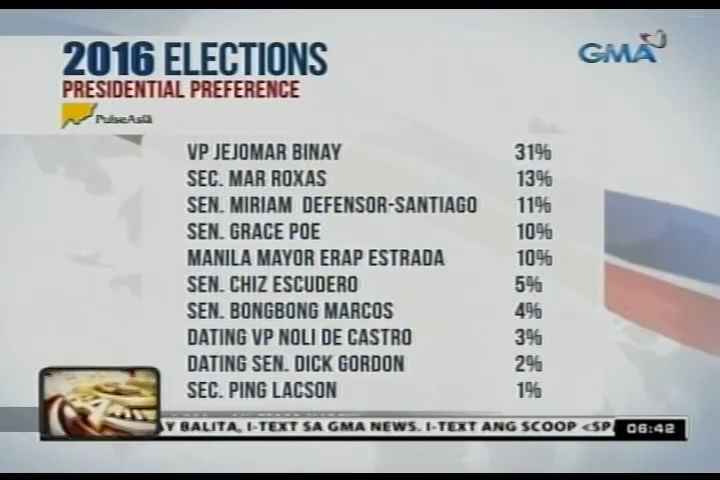 2016 ELECTIONS
GMA
PRESIDENTIAL PREFERENCE
PulseAsia
VP JEJOMAR BINAY 31%
SEC. MAR ROXAS 13%
SEN. MIRIAM DEFENSOR-SANTIAGO 11%
SEN. GRACE POE 10%
MANILA MAYOR ERAP ESTRADA 10%
SEN. CHIZ ESCUDERO 5%
SEN. BONGBONG MARCOS 4%
DATING VP NOLI DE CASTRO 3%
DATING SEN. DICK GORDON 2%
SEC. PING LACSON 1%
AY BALITA, I-TEXT SA GMA NEWS. I-TEXT ANG SCOOP <SPA 06:42